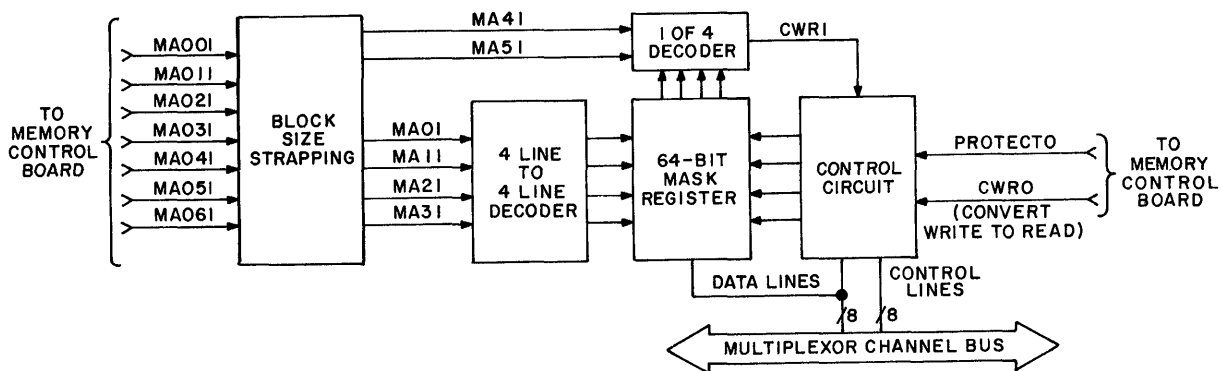 MA41
MA51
1 OF 4
DECODER
CWR1
TO
MEMORY
CONTROL
BOARD
MA001
MA011
MA021
MA031
MA041
MA051
MA061
BLOCK
SIZE
STRAPPING
MA01
MA11
MA21
MA31
4 LINE
TO
4 LINE
DECODER
64-BIT
MASK
REGISTER
CONTROL
CIRCUIT
PROTECTO
CWRO
(CONVERT
WRITE TO READ)
TO
MEMORY
CONTROL
BOARD
DATA LINES
CONTROL
LINES
8
8
MULTIPLEXOR CHANNEL BUS